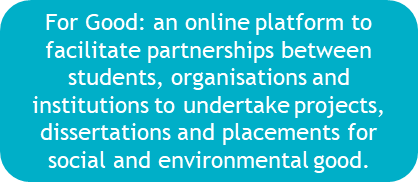 For Good: an online platform to
facilitate partnerships between
students, organisations and
institutions to undertake projects,
dissertations and placements for
social and environmental good.